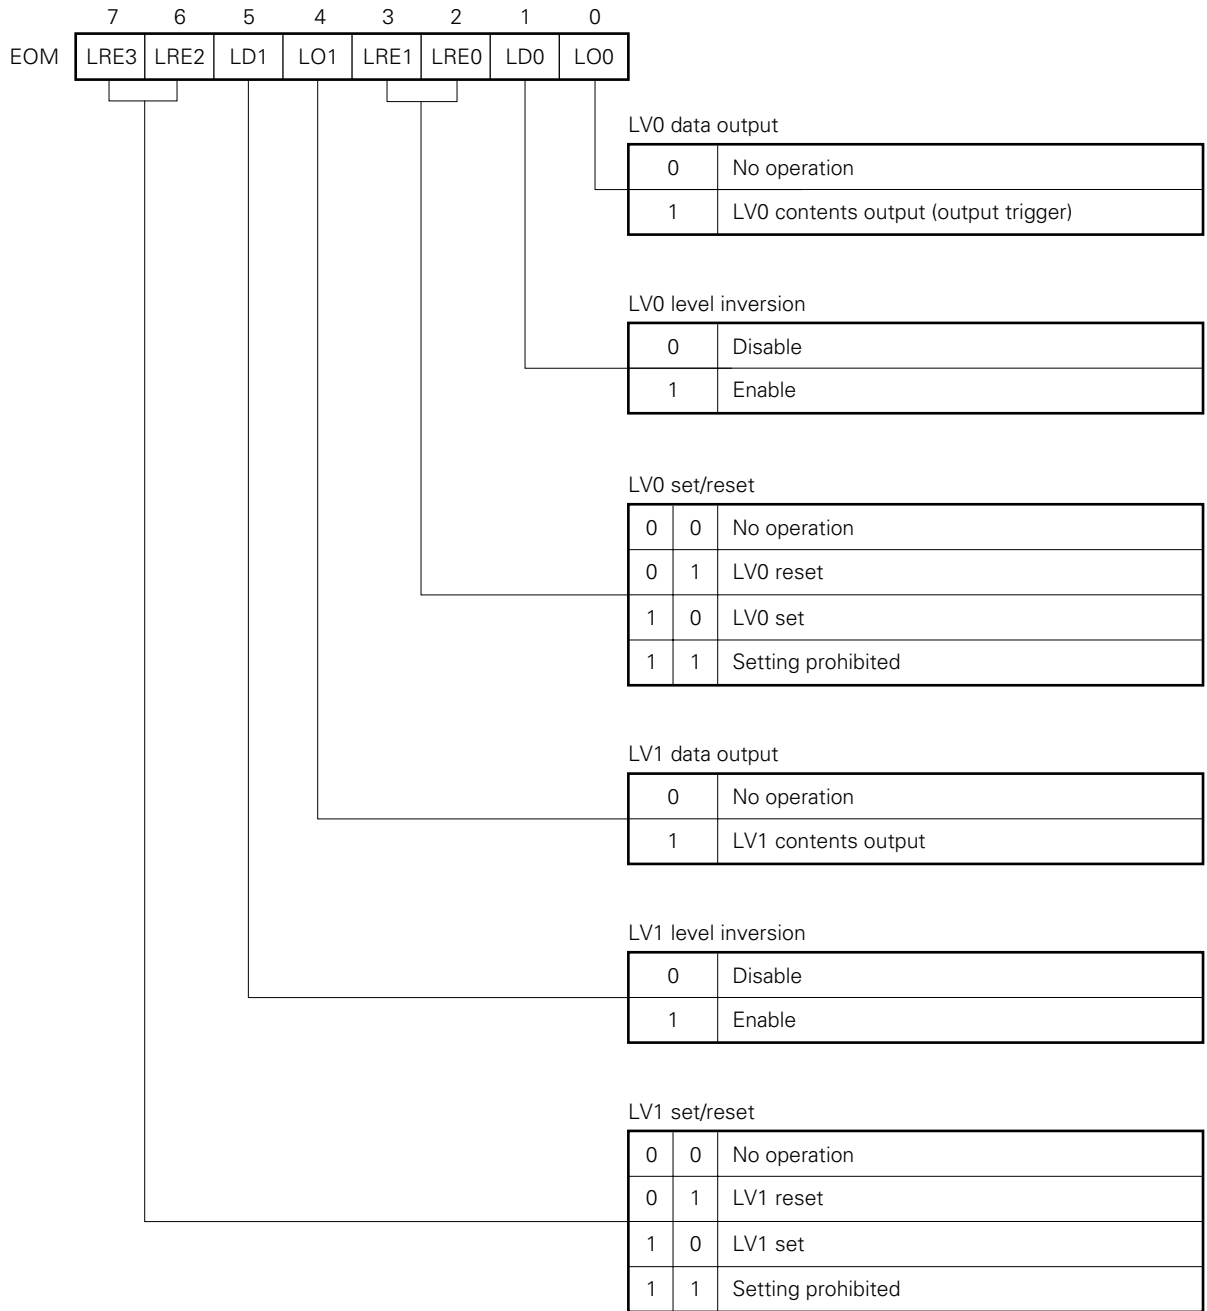 7 6 5 4 3 2 1 0
EOM LRE3 LRE2 LD1 LO1 LRE1 LRE0 LD0 LO0
LV0 data output
0 No operation
1 LV0 contents output (output trigger)
LV0 level inversion
0 Disable
1 Enable
LV0 set/reset
0 0 No operation
0 1 LV0 reset
1 0 LV0 set
1 1 Setting prohibited
LV1 data output
0 No operation
1 LV1 contents output
LV1 level inversion
0 Disable
1 Enable
LV1 set/reset
0 0 No operation
0 1 LV1 reset
1 0 LV1 set
1 1 Setting prohibited